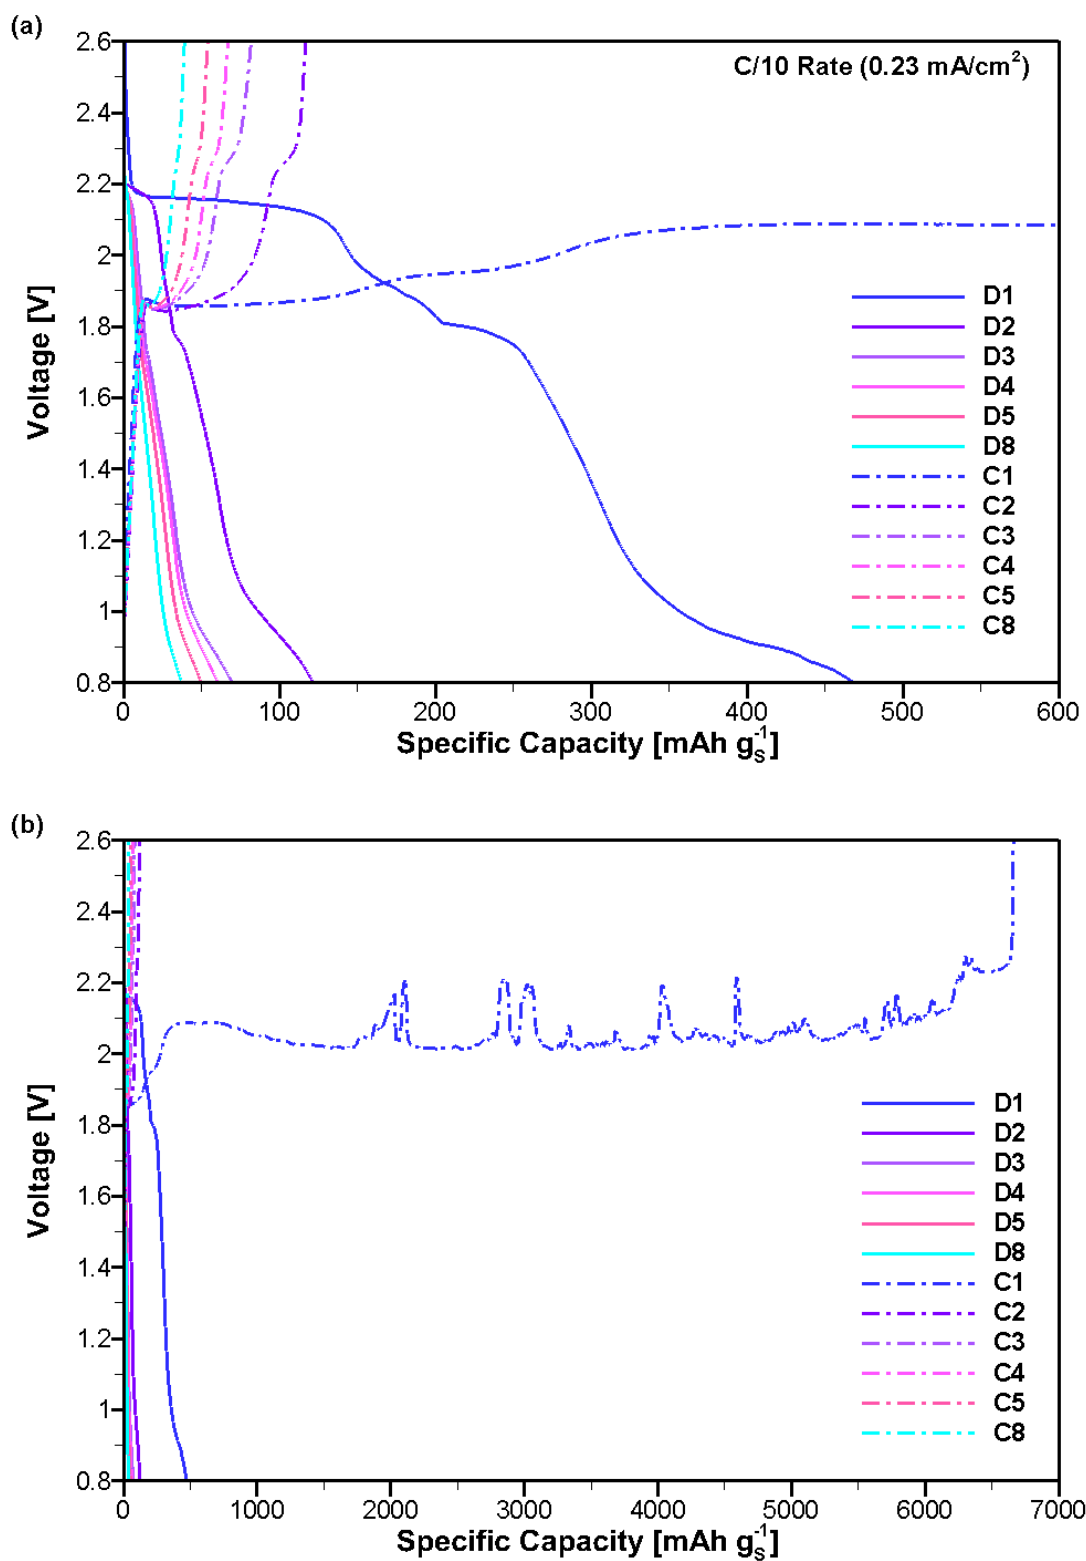 (a)
C/10 Rate (0.23 mA/cm²)
2.6
2.4
2.2
2
1.8
1.6
1.4
1.2
1
0.8
Voltage [V]
D1
D2
D3
D4
D5
D8
C1
C2
C3
C4
C5
C8
0 100 200 300 400 500 600
Specific Capacity [mAh g_S^-1]
(b)
2.6
2.4
2.2
2
1.8
1.6
1.4
1.2
1
0.8
Voltage [V]
D1
D2
D3
D4
D5
D8
C1
C2
C3
C4
C5
C8
0 1000 2000 3000 4000 5000 6000 7000
Specific Capacity [mAh g_S^-1]